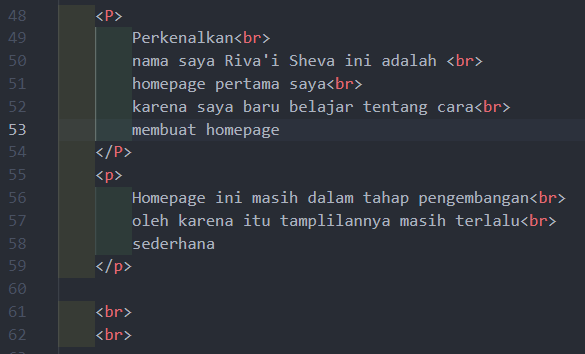 48 <P>
49 Perkenalkan<br>
50 nama saya Riva'i Sheva ini adalah <br>
51 homepage pertama saya<br>
52 karena saya baru belajar tentang cara<br>
53 membuat homepage
54 </P>
55 <p>
56 Homepage ini masih dalam tahap pengembangan<br>
57 oleh karena itu tamplilannya masih terlalu<br>
58 sederhana
59 </p>
60
61 <br>
62 <br>